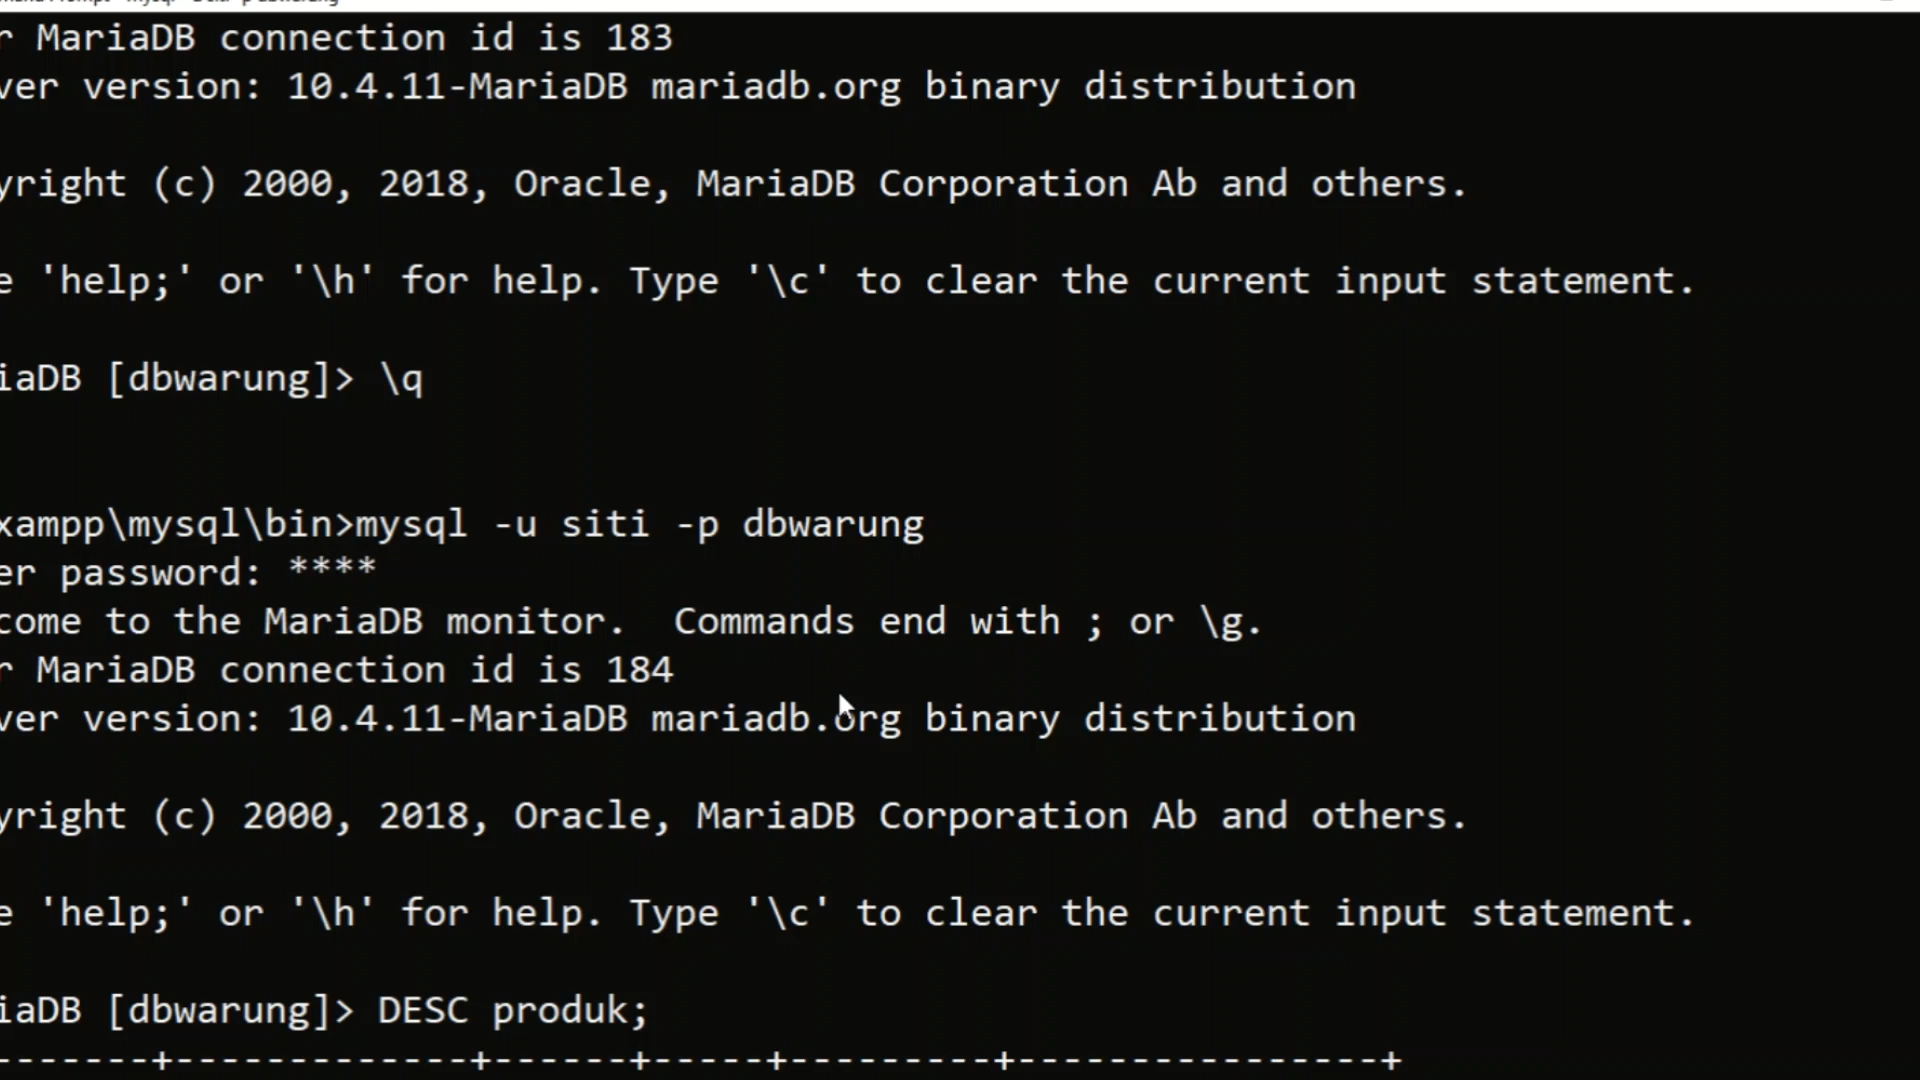 r MariaDB connection id is 183
ver version: 10.4.11-MariaDB mariadb.org binary distribution
yright (c) 2000, 2018, Oracle, MariaDB Corporation Ab and others.
e 'help;' or '\h' for help. Type '\c' to clear the current input statement.
iaDB [dbwarung]> \q
xampp\mysql\bin>mysql -u siti -p dbwarung
er password: ****
come to the MariaDB monitor.  Commands end with ; or \g.
r MariaDB connection id is 184
ver version: 10.4.11-MariaDB mariadb.org binary distribution
yright (c) 2000, 2018, Oracle, MariaDB Corporation Ab and others.
e 'help;' or '\h' for help. Type '\c' to clear the current input statement.
iaDB [dbwarung]> DESC produk;
-------+-------------+------+-----+---------+----------------+